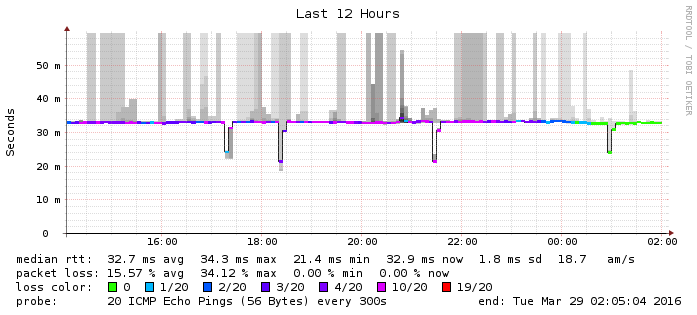 Last 12 Hours
RRDTOOL / TOBI OETIKER
Seconds
50 m
40 m
30 m
20 m
10 m
0
16:00 18:00 20:00 22:00 00:00 02:00
median rtt: 32.7 ms avg 34.3 ms max 21.4 ms min 32.9 ms now 1.8 ms sd 18.7 am/s
packet loss: 15.57 % avg 34.12 % max 0.00 % min 0.00 % now
loss color: 0 1/20 2/20 3/20 4/20 10/20 19/20
probe: 20 ICMP Echo Pings (56 Bytes) every 300s end: Tue Mar 29 02:05:04 2016